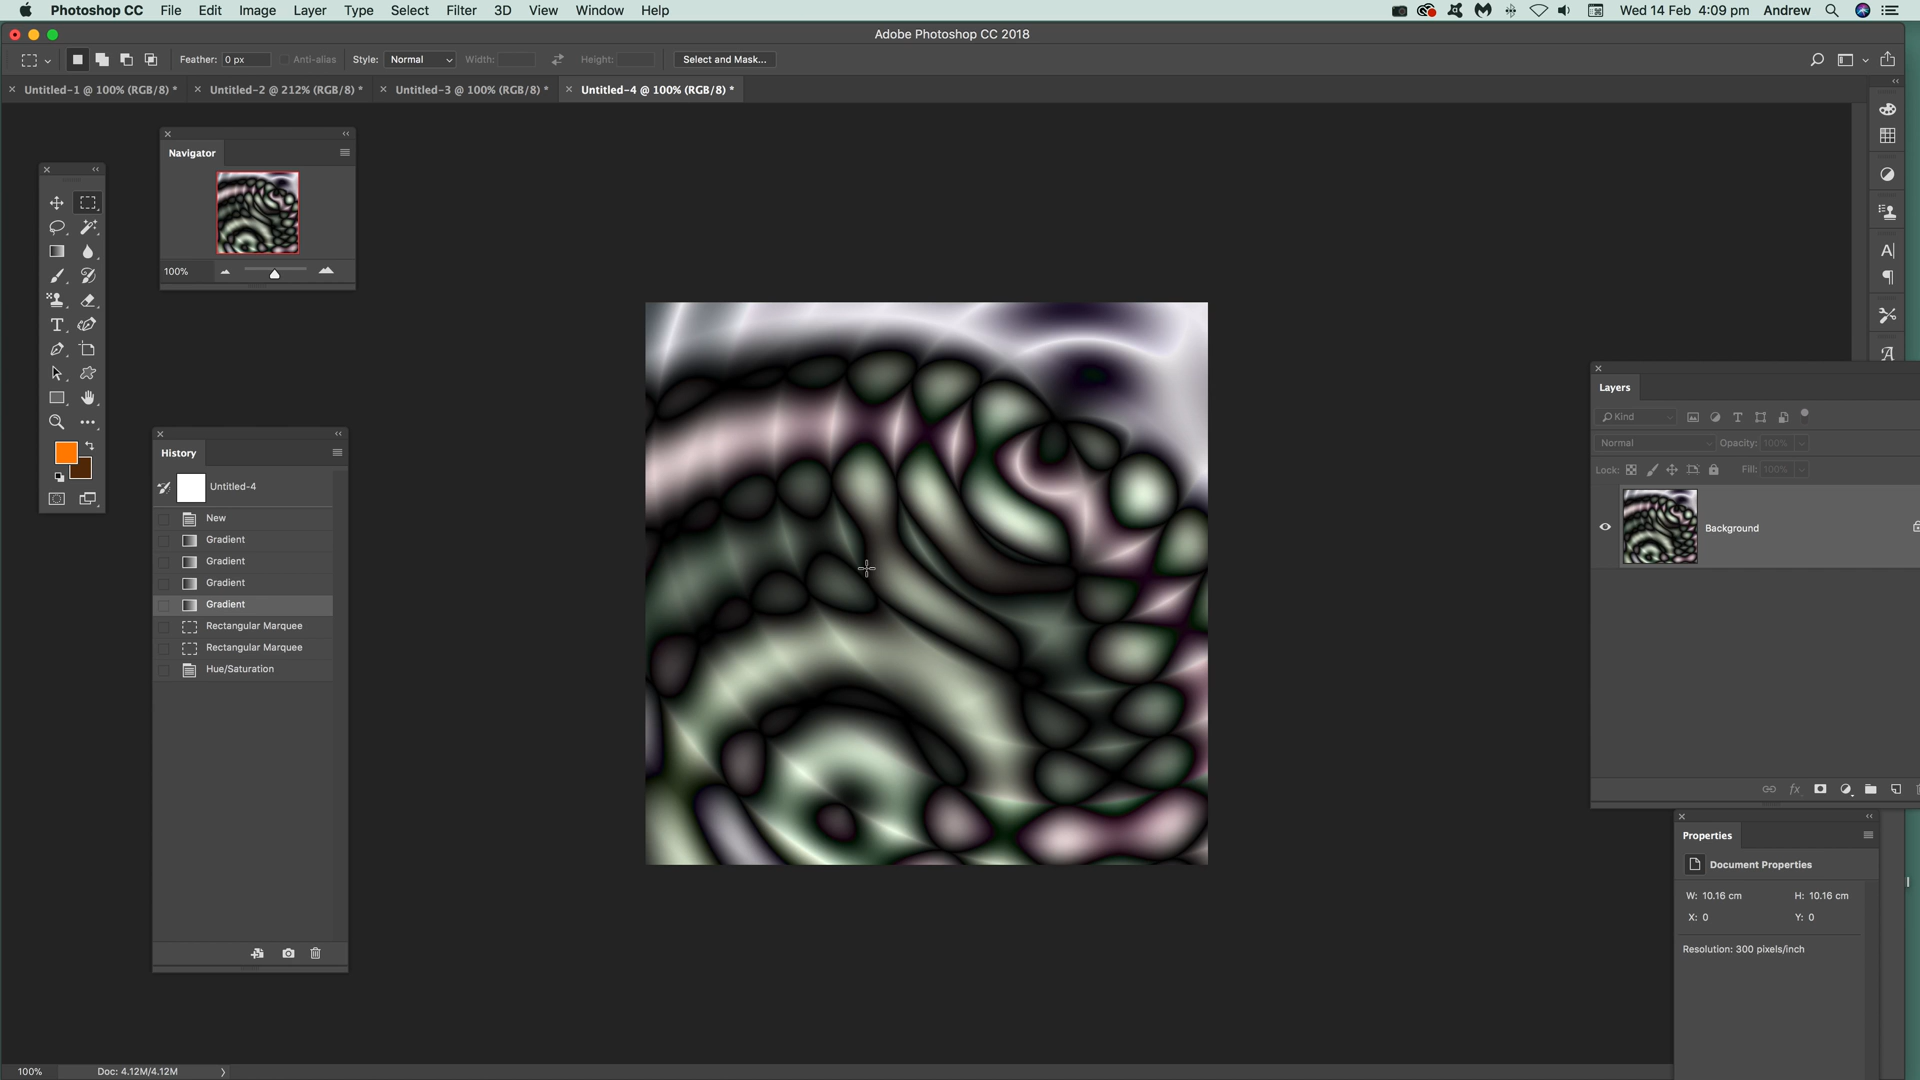 Photoshop CC File Edit Image Layer Type Select Filter 3D View Window Help Wed 14 Feb 4:09 pm Andrew
Adobe Photoshop CC 2018
Feather: 0 px Anti-alias Style: Normal Width: Height: Select and Mask...
Untitled-1 @ 100% (RGB/8) * Untitled-2 @ 212% (RGB/8) * Untitled-3 @ 100% (RGB/8) * Untitled-4 @ 100% (RGB/8) *
Navigator
100%
History
Untitled-4
New
Gradient
Gradient
Gradient
Gradient
Rectangular Marquee
Rectangular Marquee
Hue/Saturation
Layers
Kind
Normal Opacity: 100%
Lock: Fill: 100%
Background
Properties
Document Properties
W: 10.16 cm H: 10.16 cm
X: 0 Y: 0
Resolution: 300 pixels/inch
100% Doc: 4.12M/4.12M